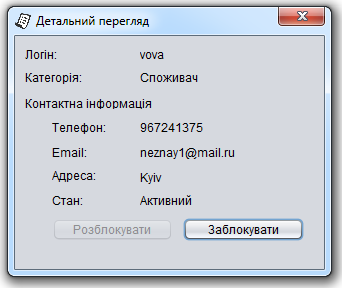 Детальний перегляд
Логін: vova
Категорія: Споживач
Контактна інформація
Телефон: 967241375
Email: neznay1@mail.ru
Адреса: Kyiv
Стан: Активний
Розблокувати Заблокувати